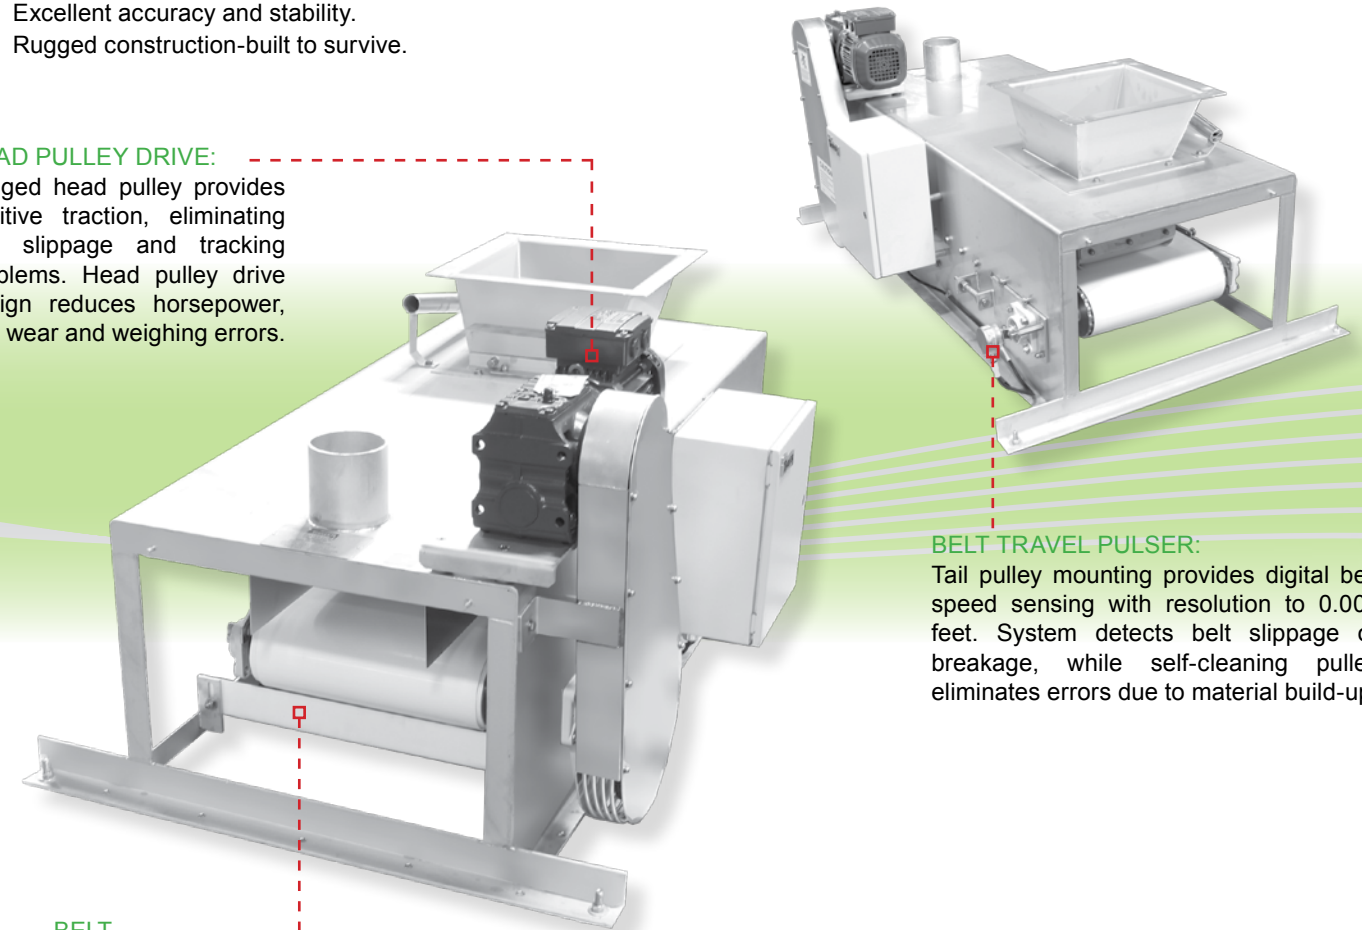 Excellent accuracy and stability.
Rugged construction-built to survive.
AD PULLEY DRIVE:
ged head pulley provides
itive traction, eliminating
slippage and tracking
blems. Head pulley drive
ign reduces horsepower,
wear and weighing errors.
BELT TRAVEL PULSER:
Tail pulley mounting provides digital be
speed sensing with resolution to 0.00
feet. System detects belt slippage o
breakage, while self-cleaning pulle
eliminates errors due to material build-up
BELT